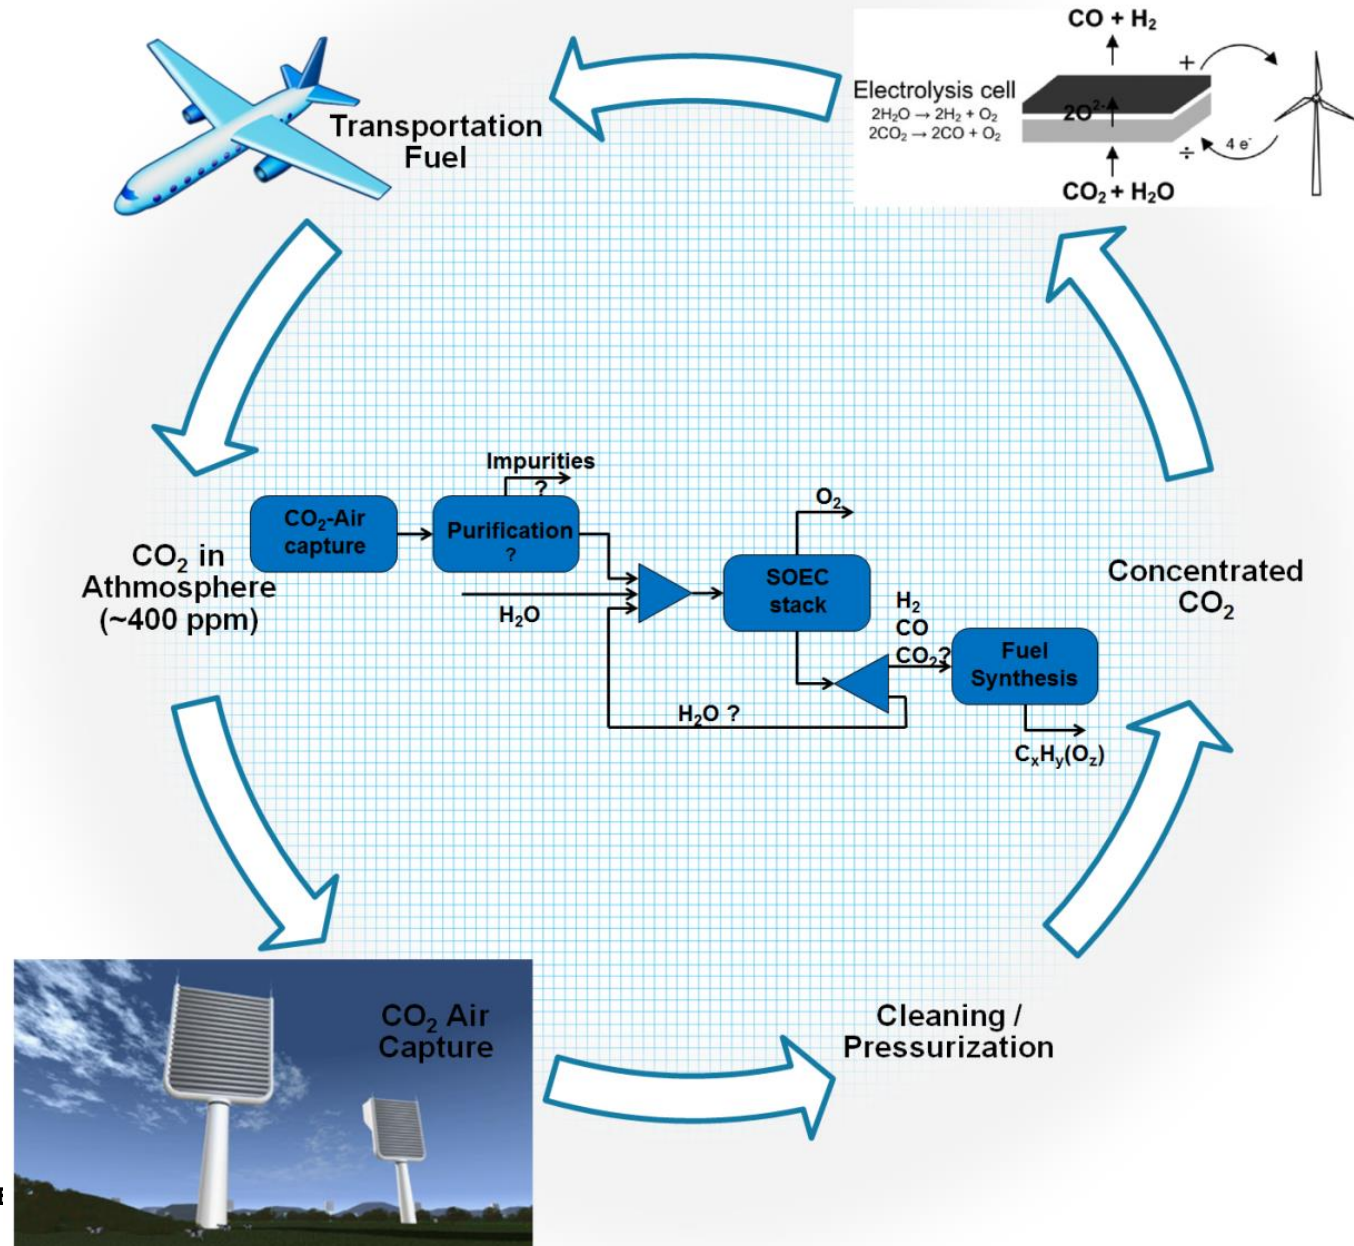 CO + H₂
Electrolysis cell
2H₂O → 2H₂ + O₂
2CO₂ → 2CO + O₂
+
2O²⁻
4 e⁻
÷
CO₂ + H₂O
Transportation
Fuel
Impurities
?
CO₂-Air
capture
Purification
?
O₂
CO₂ in
Athmosphere
(~400 ppm)
H₂O
SOEC
stack
H₂
CO
CO₂?
Fuel
Synthesis
H₂O ?
CₓHᵧ(O_z)
Concentrated
CO₂
CO₂ Air
Capture
Cleaning /
Pressurization